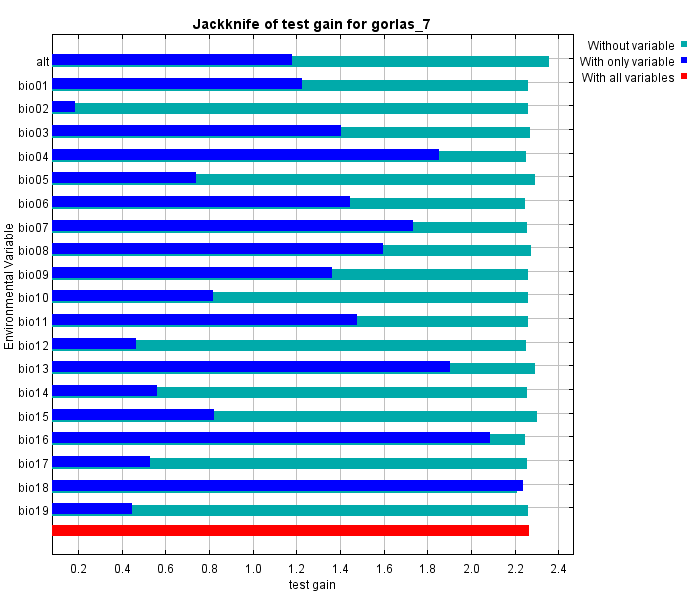 Jackknife of test gain for gorlas_7
Without variable
With only variable
With all variables
Environmental Variable
alt
bio01
bio02
bio03
bio04
bio05
bio06
bio07
bio08
bio09
bio10
bio11
bio12
bio13
bio14
bio15
bio16
bio17
bio18
bio19
0.2 0.4 0.6 0.8 1.0 1.2 1.4 1.6 1.8 2.0 2.2 2.4
test gain